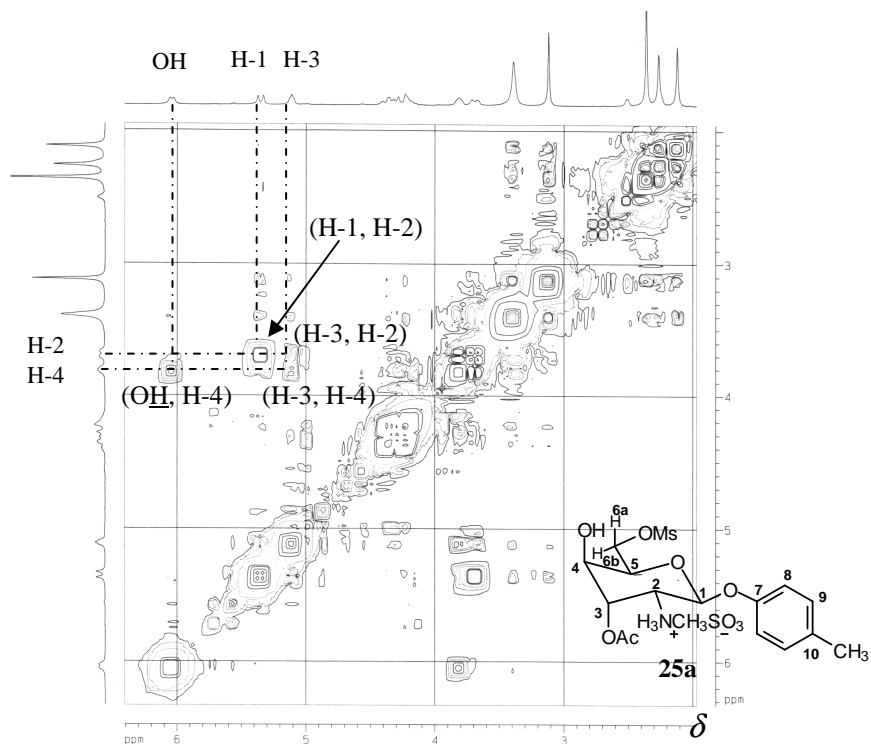 OH H-1 H-3
(H-1, H-2)
3
H-2
(H-3, H-2)
H-4
(OH, H-4) (H-3, H-4)
4
5
6
ppm
ppm 6 5 4 3
δ
6a
OH H OMs
H 6b
4 5 O 8
2 1 O 7 9
3
H3NCH3SO3
+ −
OAc
10 CH3
25a